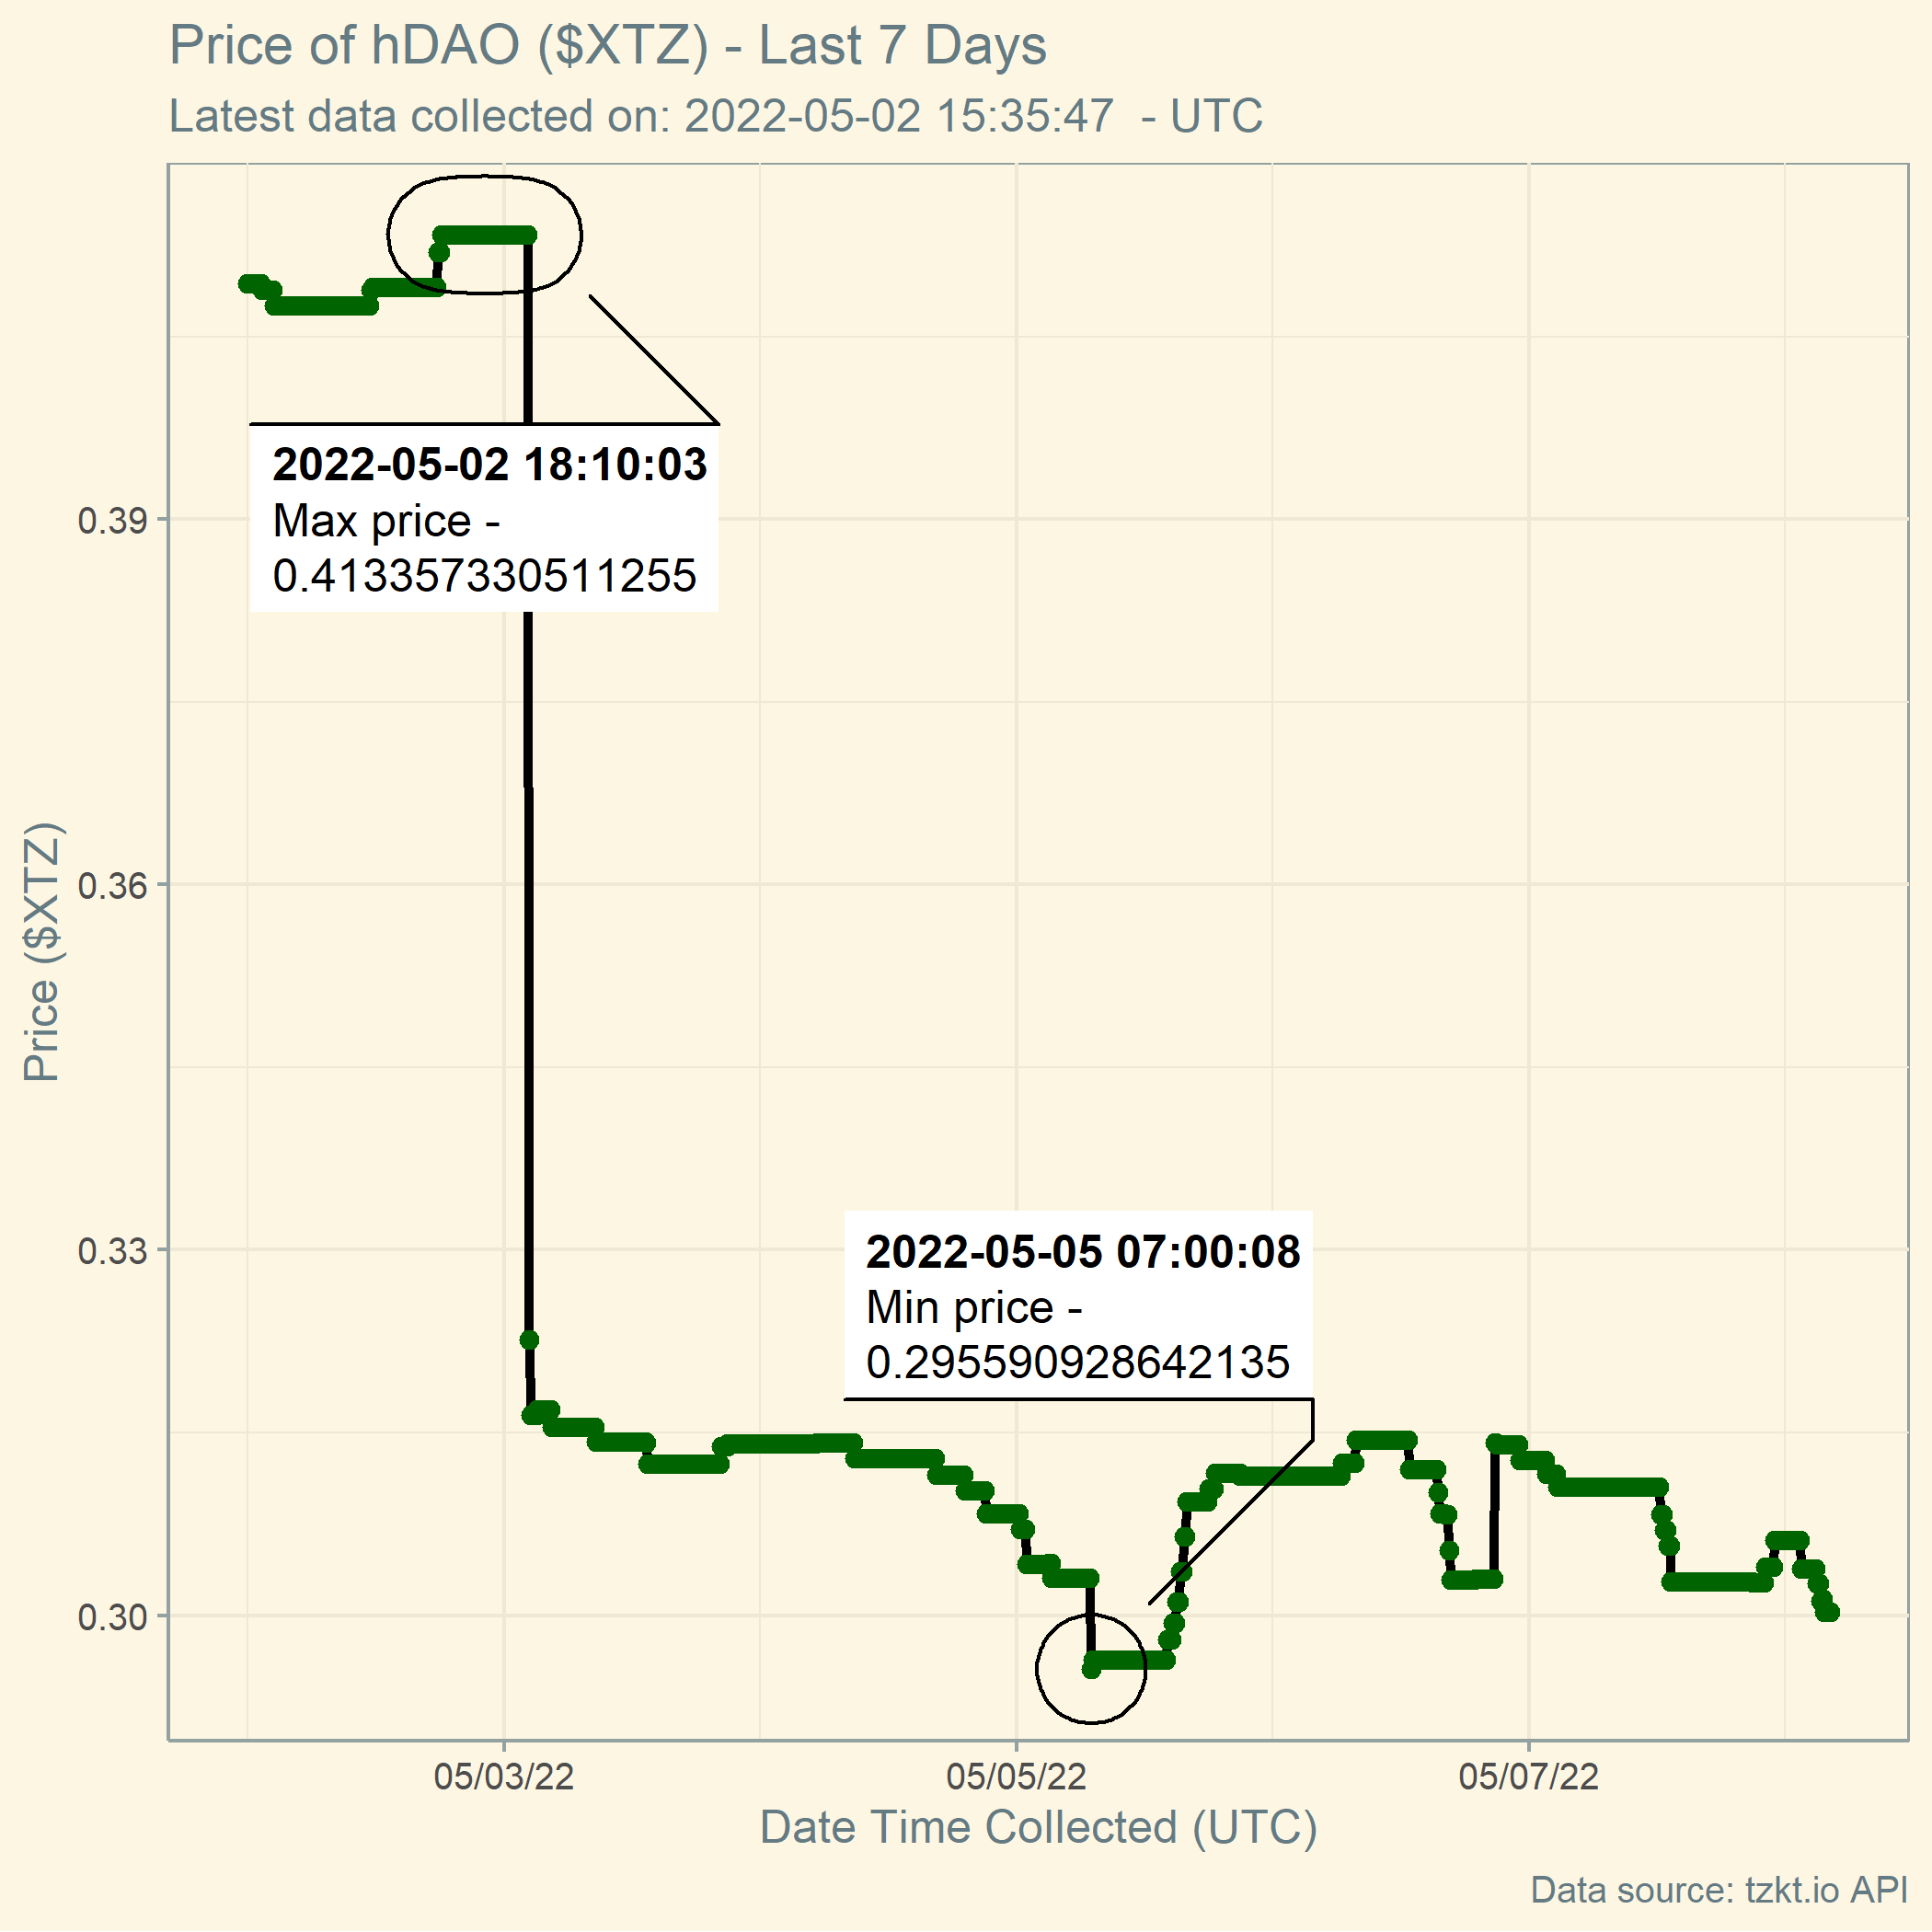 Price of hDAO ($XTZ) - Last 7 Days
Latest data collected on: 2022-05-02 15:35:47  - UTC
2022-05-02 18:10:03
Max price -
0.413357330511255
0.39
0.36
Price ($XTZ)
0.33
2022-05-05 07:00:08
Min price -
0.295590928642135
0.30
05/03/22
05/05/22
05/07/22
Date Time Collected (UTC)
Data source: tzkt.io API